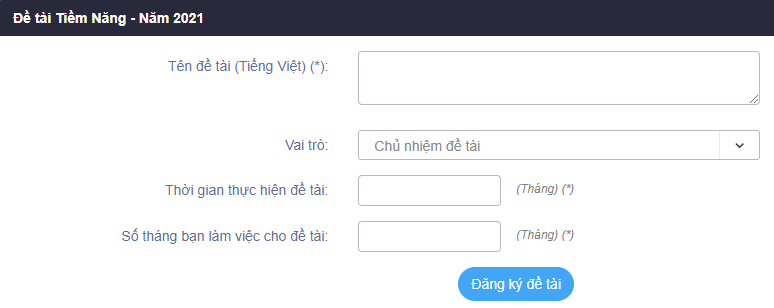 Đề tài Tiềm Năng - Năm 2021
Tên đề tài (Tiếng Việt) (*):
Vai trò: Chủ nhiệm đề tài
Thời gian thực hiện đề tài: (Tháng) (*)
Số tháng bạn làm việc cho đề tài: (Tháng) (*)
Đăng ký đề tài